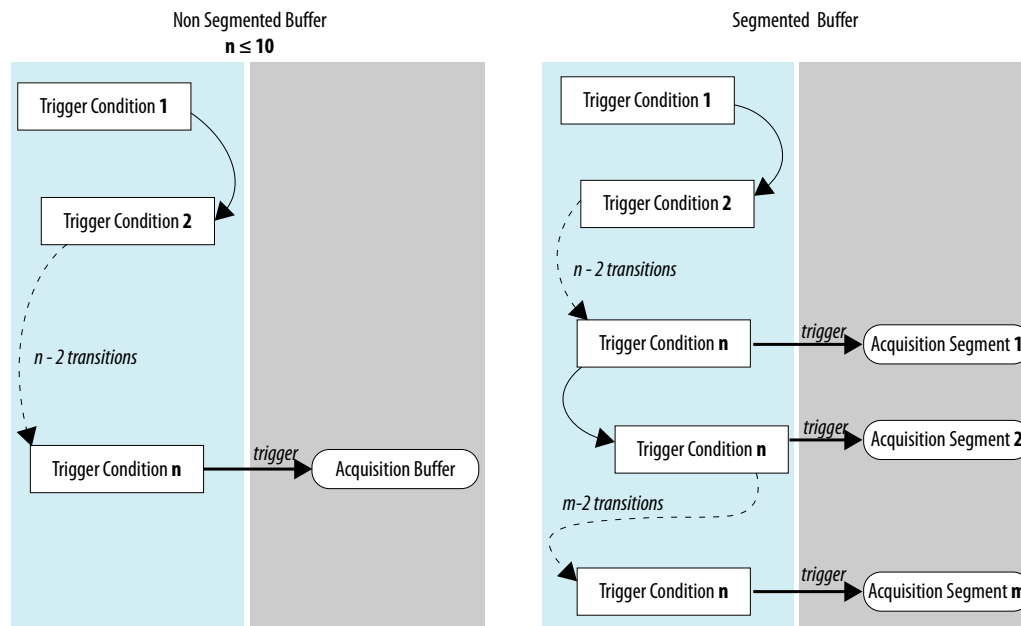 Non Segmented Buffer
n ≤ 10
Trigger Condition 1
Trigger Condition 2
n - 2 transitions
Trigger Condition n
trigger
Acquisition Buffer
Segmented Buffer
Trigger Condition 1
Trigger Condition 2
n - 2 transitions
Trigger Condition n
trigger
Acquisition Segment 1
Trigger Condition n
trigger
Acquisition Segment 2
m-2 transitions
Trigger Condition n
trigger
Acquisition Segment m